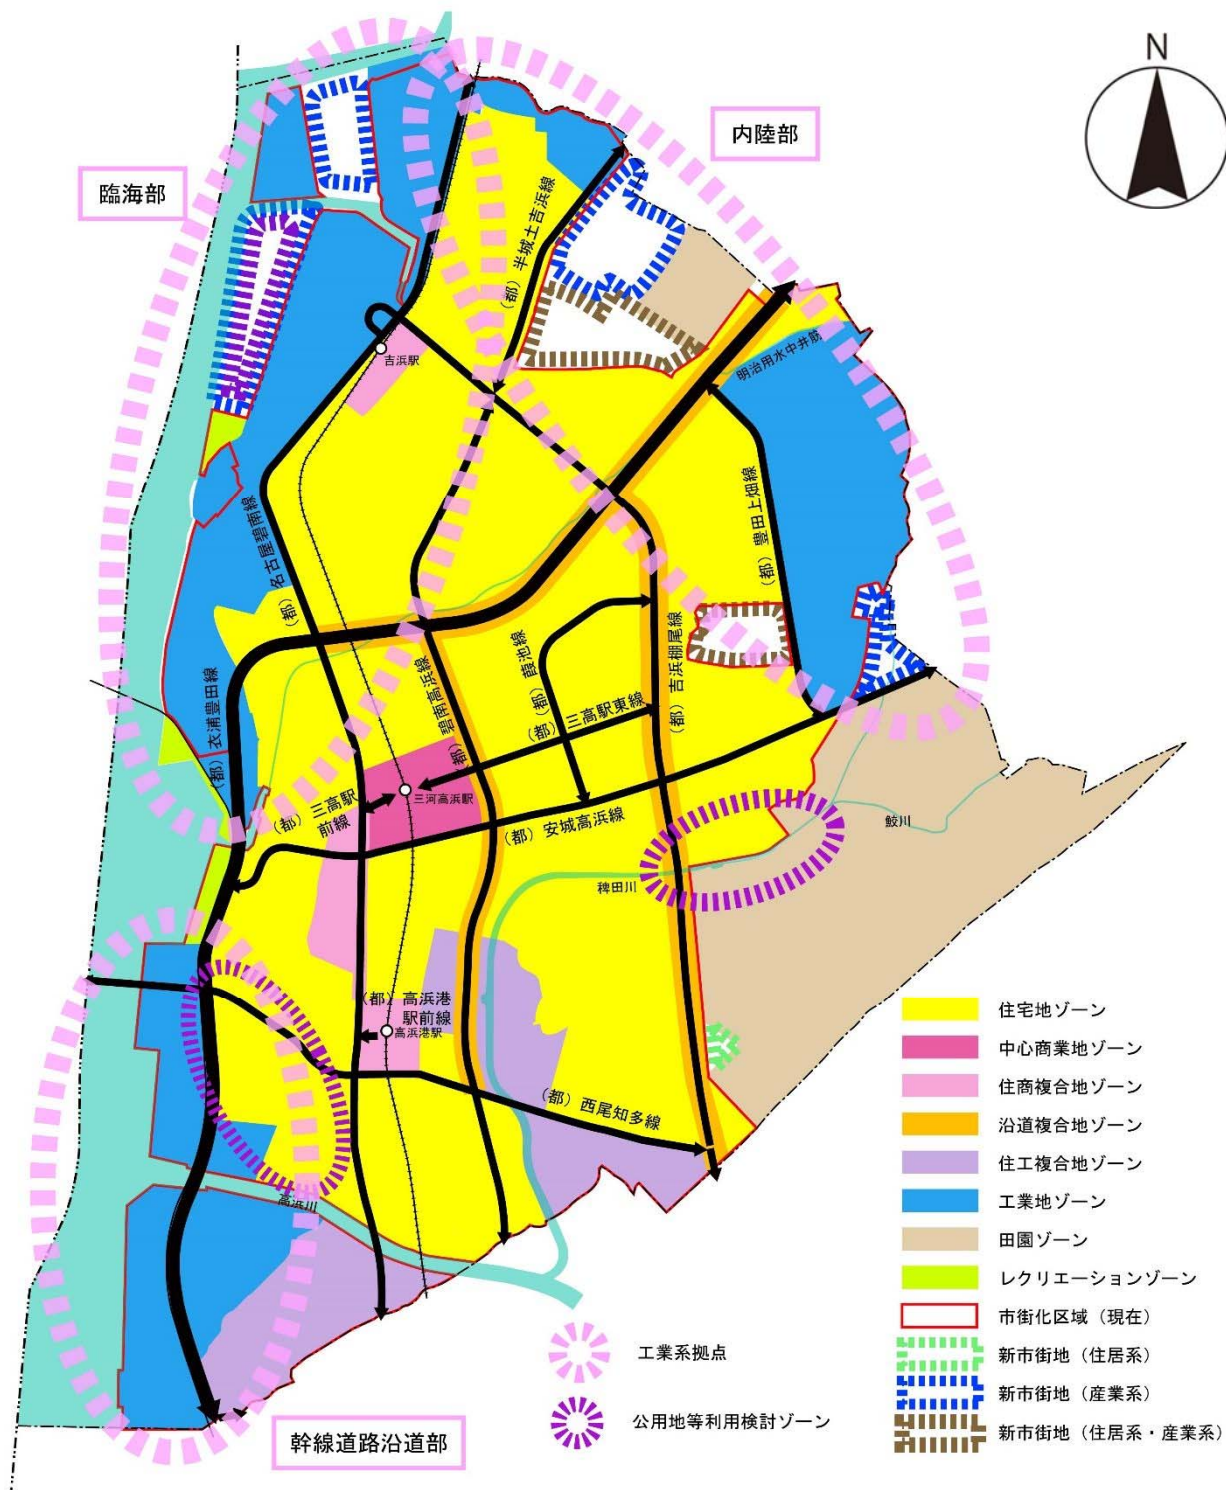 N
内陸部
臨海部
(都) 半城土吉浜線
吉浜駅
明治用水中井筋
(都) 名古屋碧南線
(都) 豊田上畑線
(都) 吉浜棚尾線
(都) 葭池線
(都) 碧南高浜線
(都) 三高駅東線
(都) 衣浦豊田線
三河高浜駅
(都) 三高駅
前線
(都) 安城高浜線
鮫川
稗田川
(都) 高浜港
駅前線
高浜港駅
(都) 西尾知多線
高浜川
住宅地ゾーン
中心商業地ゾーン
住商複合地ゾーン
沿道複合地ゾーン
住工複合地ゾーン
工業地ゾーン
田園ゾーン
レクリエーションゾーン
市街化区域 (現在)
新市街地 (住居系)
新市街地 (産業系)
新市街地 (住居系・産業系)
工業系拠点
公用地等利用検討ゾーン
幹線道路沿道部